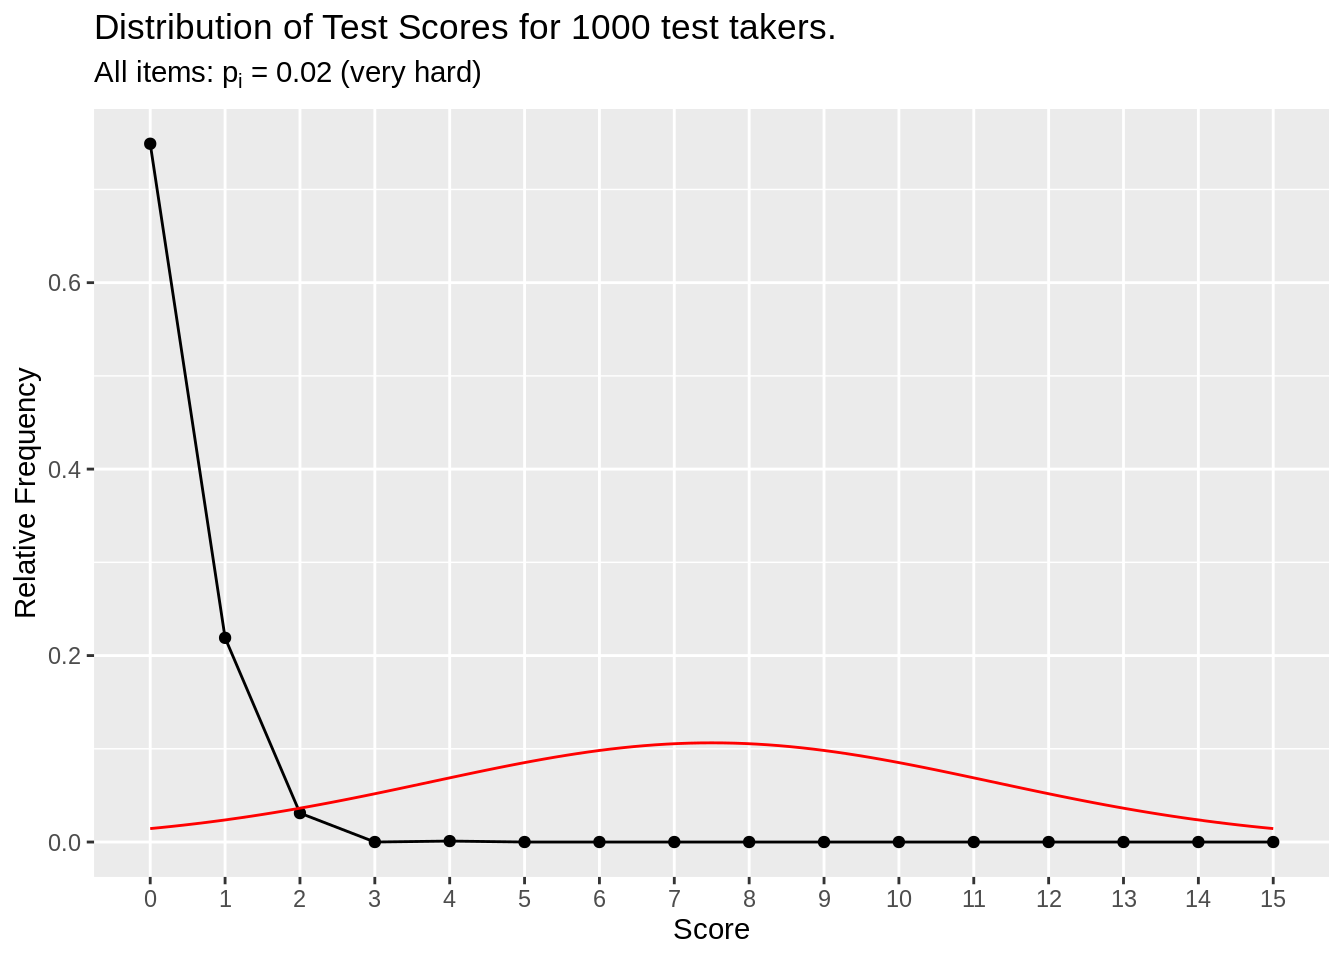 Distribution of Test Scores for 1000 test takers.
All items: pᵢ = 0.02 (very hard)
Relative Frequency
0.6
0.4
0.2
0.0
0 1 2 3 4 5 6 7 8 9 10 11 12 13 14 15
Score